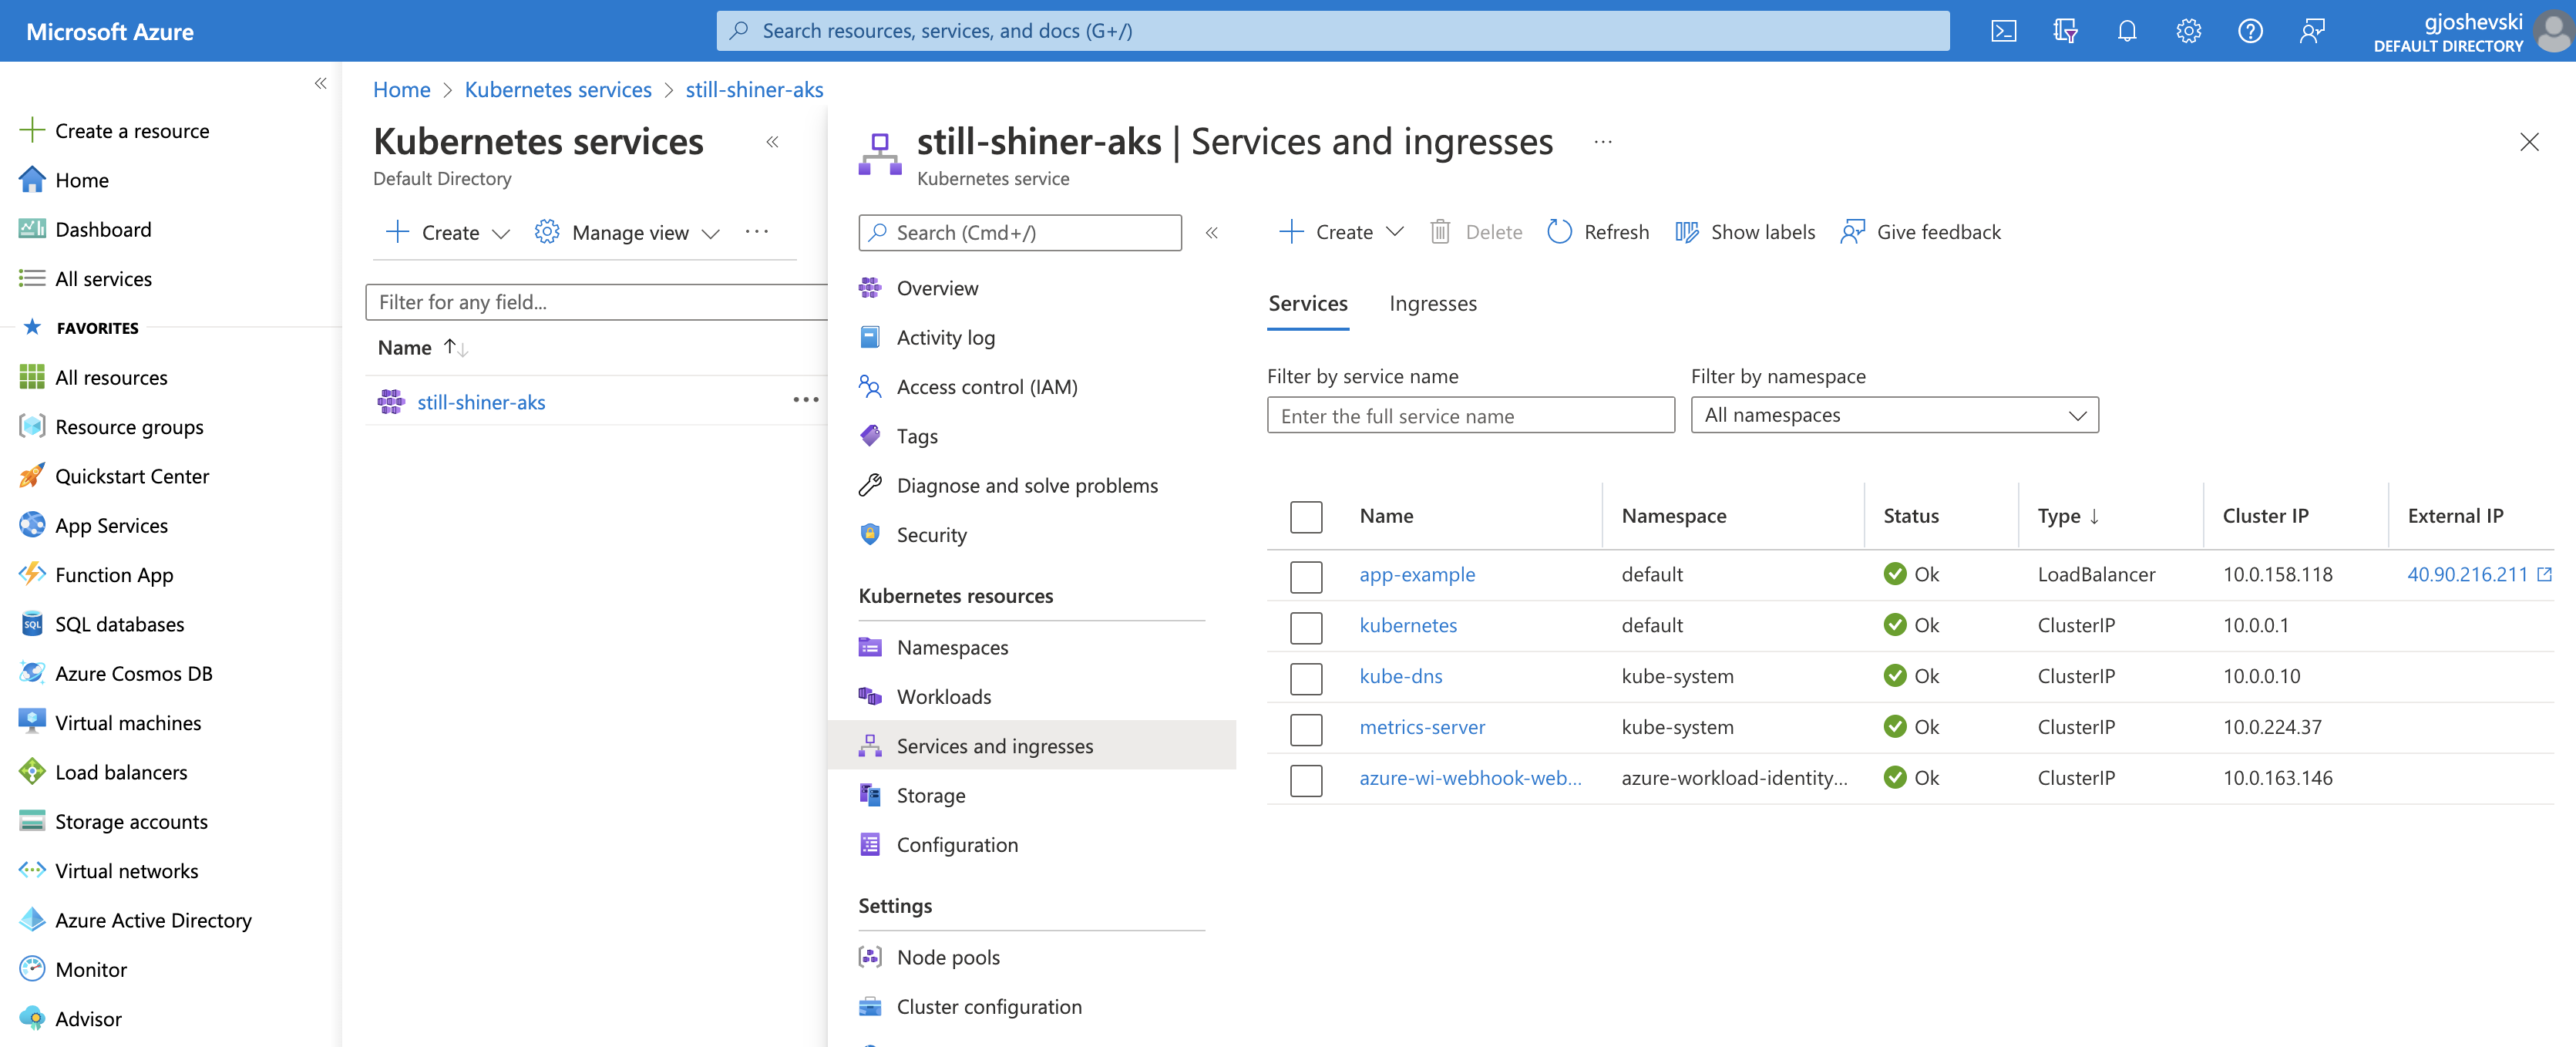 Microsoft Azure
Search resources, services, and docs (G+/)
gjoshevski
DEFAULT DIRECTORY
Create a resource
Home
Dashboard
All services
FAVORITES
All resources
Resource groups
Quickstart Center
App Services
Function App
SQL databases
Azure Cosmos DB
Virtual machines
Load balancers
Storage accounts
Virtual networks
Azure Active Directory
Monitor
Advisor
Home > Kubernetes services > still-shiner-aks
Kubernetes services
Default Directory
Create
Manage view
Filter for any field...
Name
still-shiner-aks
still-shiner-aks | Services and ingresses
Kubernetes service
Search (Cmd+/)
Overview
Activity log
Access control (IAM)
Tags
Diagnose and solve problems
Security
Kubernetes resources
Namespaces
Workloads
Services and ingresses
Storage
Configuration
Settings
Node pools
Cluster configuration
Create Delete Refresh Show labels Give feedback
Services Ingresses
Filter by service name Filter by namespace
Enter the full service name All namespaces
Name Namespace Status Type ↓ Cluster IP External IP
app-example default Ok LoadBalancer 10.0.158.118 40.90.216.211
kubernetes default Ok ClusterIP 10.0.0.1
kube-dns kube-system Ok ClusterIP 10.0.0.10
metrics-server kube-system Ok ClusterIP 10.0.224.37
azure-wi-webhook-web... azure-workload-identity... Ok ClusterIP 10.0.163.146